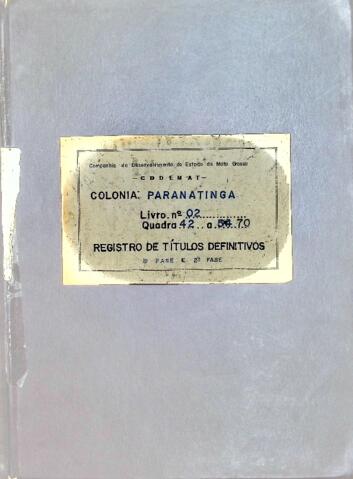 Companhia de Desenvolvimento do Estado de Mato Grosso
-CODEMAT-
COLONIA: PARANATINGA
Livro. nº 02
Quadra 42 a 70
REGISTRO DE TÍTULOS DEFINITIVOS
FASE E 2ª FASE